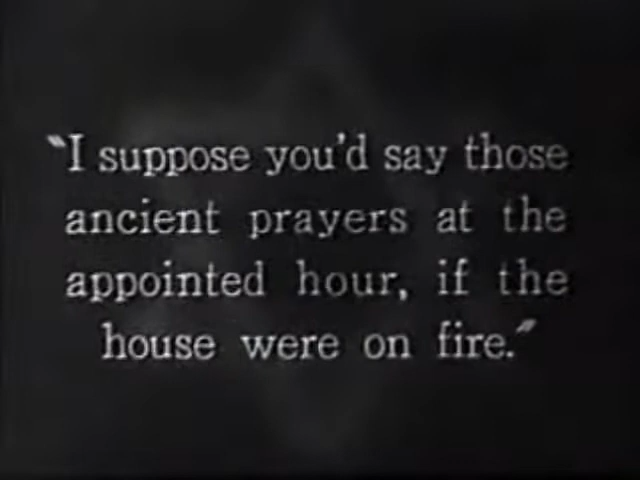 "I suppose you'd say those
ancient prayers at the
appointed hour, if the
house were on fire."